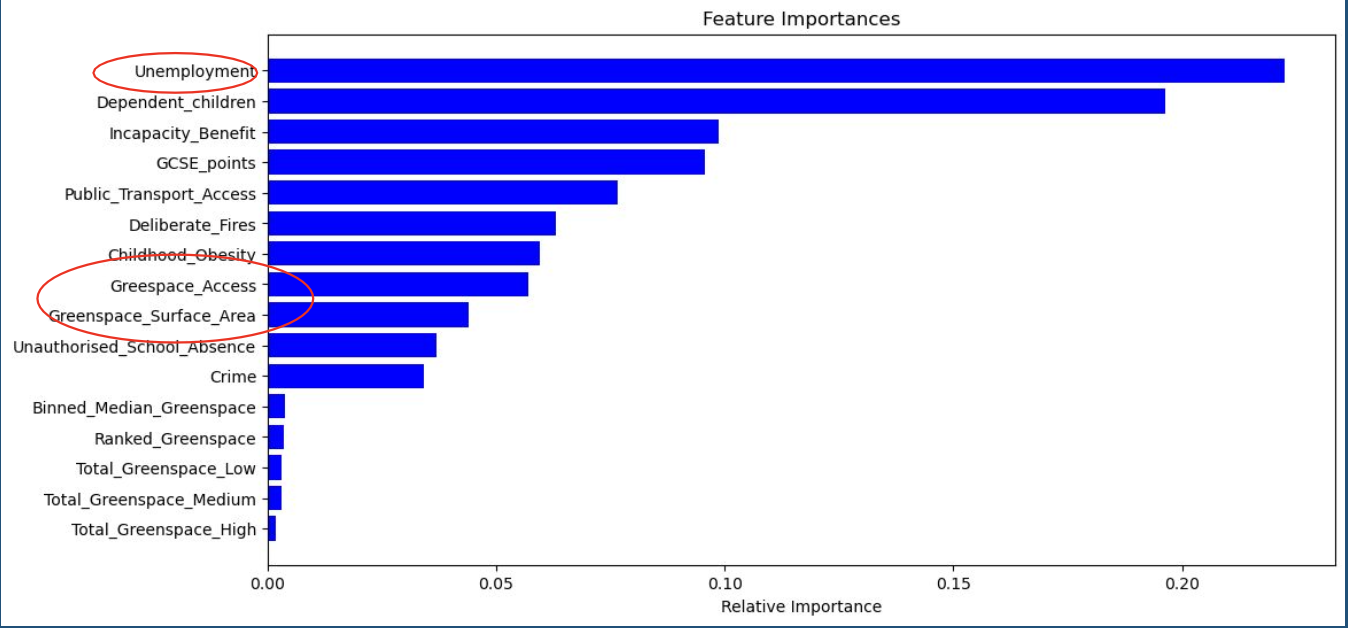 Feature Importances
Unemployment
Dependent_children
Incapacity_Benefit
GCSE_points
Public_Transport_Access
Deliberate_Fires
Childhood_Obesity
Greespace_Access
Greenspace_Surface_Area
Unauthorised_School_Absence
Crime
Binned_Median_Greenspace
Ranked_Greenspace
Total_Greenspace_Low
Total_Greenspace_Medium
Total_Greenspace_High
0.00 0.05 0.10 0.15 0.20
Relative Importance